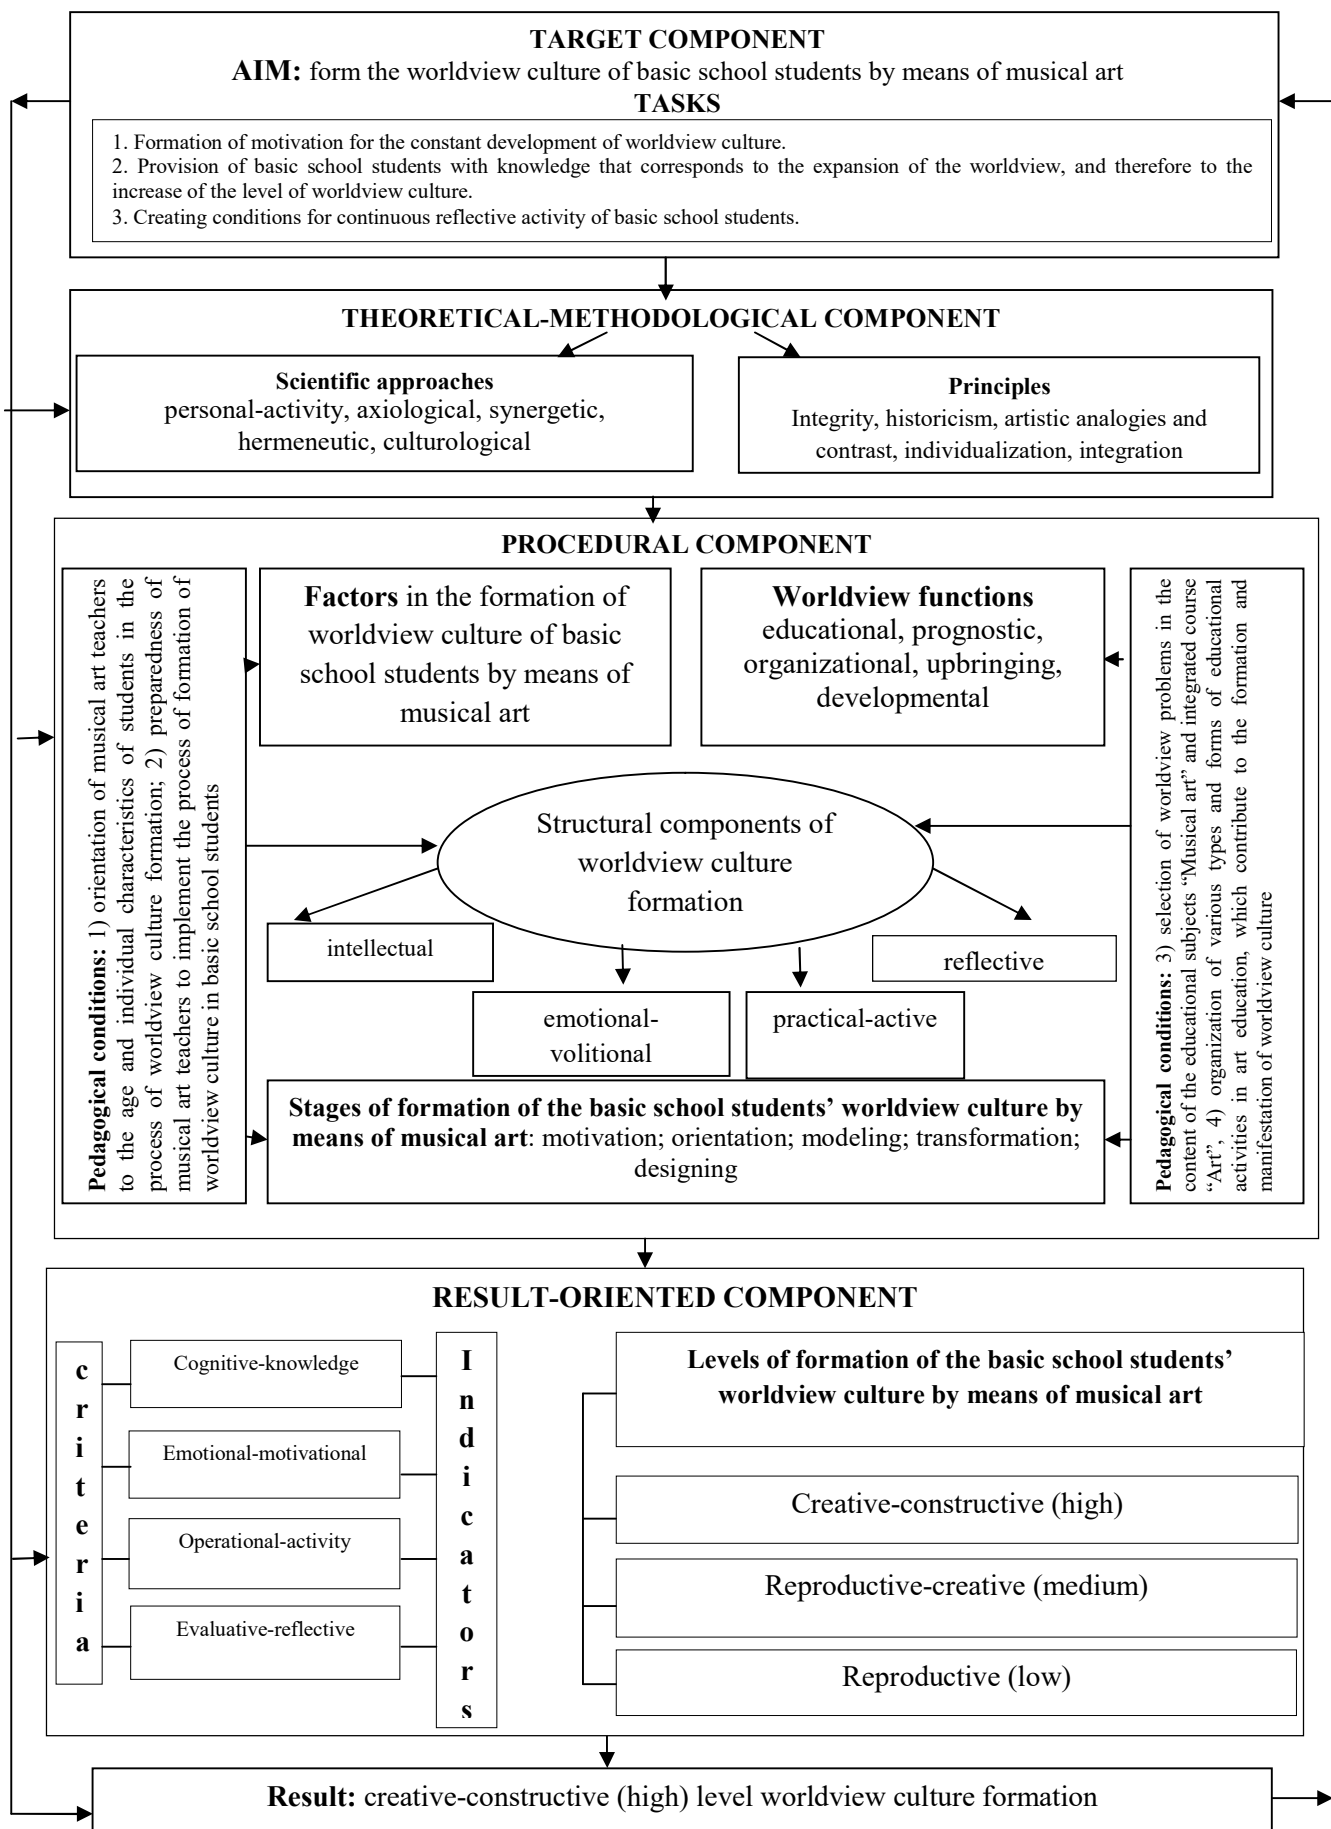 TARGET COMPONENT
AIM: form the worldview culture of basic school students by means of musical art
TASKS
1. Formation of motivation for the constant development of worldview culture.
2. Provision of basic school students with knowledge that corresponds to the expansion of the worldview, and therefore to the
increase of the level of worldview culture.
3. Creating conditions for continuous reflective activity of basic school students.
THEORETICAL-METHODOLOGICAL COMPONENT
Scientific approaches
personal-activity, axiological, synergetic,
hermeneutic, culturological
Principles
Integrity, historicism, artistic analogies and
contrast, individualization, integration
PROCEDURAL COMPONENT
Pedagogical conditions: 1) orientation of musical art teachers
to the age and individual characteristics of students in the
process of worldview culture formation; 2) preparedness of
musical art teachers to implement the process of formation of
worldview culture in basic school students
Factors in the formation of
worldview culture of basic
school students by means of
musical art
Worldview functions
educational, prognostic,
organizational, upbringing,
developmental
Pedagogical conditions: 3) selection of worldview problems in the
content of the educational subjects “Musical art” and integrated course
“Art”, 4) organization of various types and forms of educational
activities in art education, which contribute to the formation and
manifestation of worldview culture
Structural components of
worldview culture
formation
intellectual
reflective
emotional-
volitional
practical-active
Stages of formation of the basic school students’ worldview culture by
means of musical art: motivation; orientation; modeling; transformation;
designing
RESULT-ORIENTED COMPONENT
criteria
Cognitive-knowledge
Emotional-motivational
Operational-activity
Evaluative-reflective
Indicators
Levels of formation of the basic school students’
worldview culture by means of musical art
Creative-constructive (high)
Reproductive-creative (medium)
Reproductive (low)
Result: creative-constructive (high) level worldview culture formation